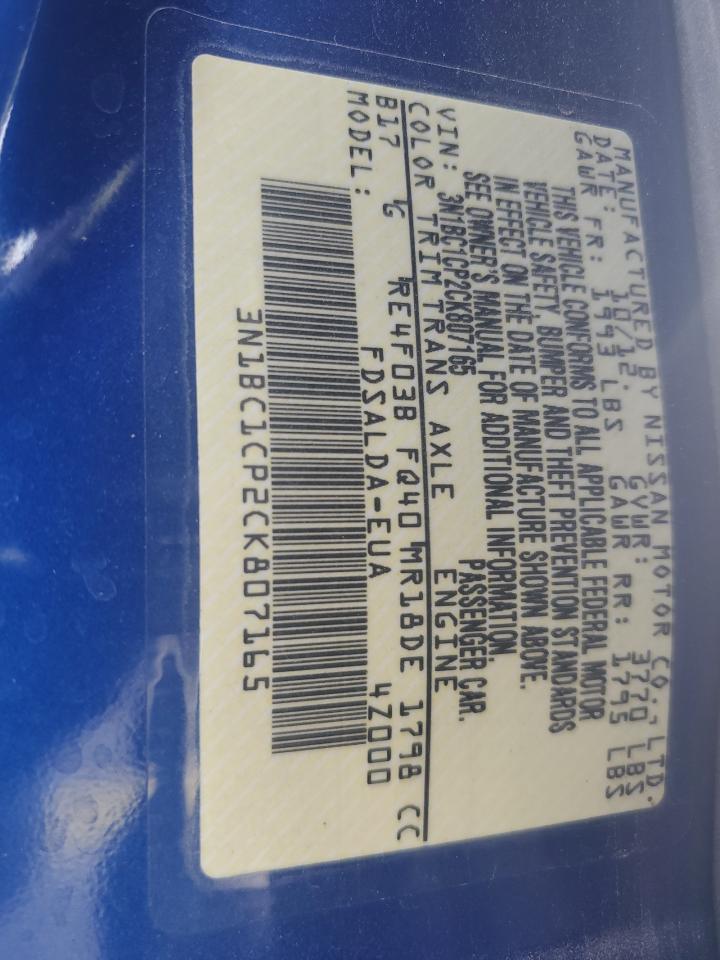 MANUFACTURED BY NISSAN MOTOR CO., LTD.
DATE: 10/12. GVWR: 3770 LBS
GAWR FR: 1993 LBS GAWR RR: 1795 LBS
THIS VEHICLE CONFORMS TO ALL APPLICABLE FEDERAL MOTOR
VEHICLE SAFETY, BUMPER AND THEFT PREVENTION STANDARDS
IN EFFECT ON THE DATE OF MANUFACTURE SHOWN ABOVE.
SEE OWNER'S MANUAL FOR ADDITIONAL INFORMATION.
VIN: 3N1BC1CP2CK807165 PASSENGER CAR.
COLOR TRIM TRANS AXLE ENGINE
B17 G RE4F03B FQ40 MR18DE 1798 CC
MODEL: FDSALDA-EUA 4Z000
3N1BC1CP2CK807165